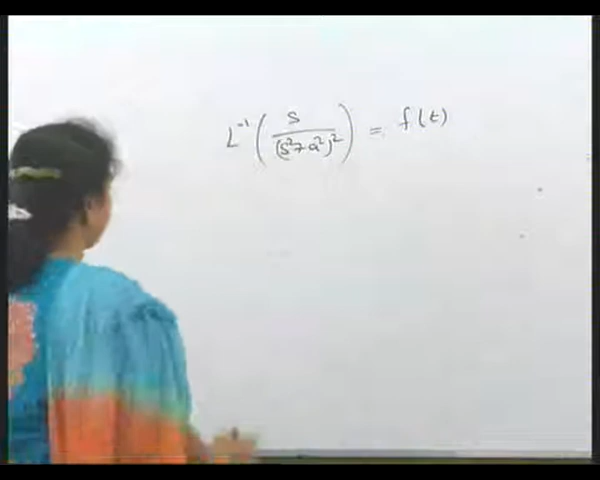 L⁻¹ ( s / (s²+a²)² ) = f(t)